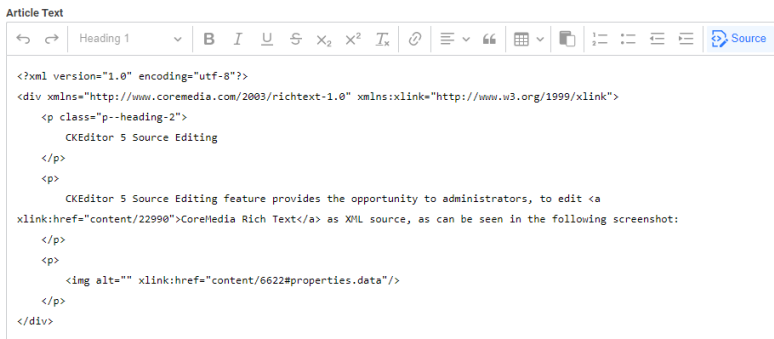 Article Text
Heading 1
Source
<?xml version="1.0" encoding="utf-8"?>
<div xmlns="http://www.coremedia.com/2003/richtext-1.0" xmlns:xlink="http://www.w3.org/1999/xlink">
    <p class="p--heading-2">
        CKEditor 5 Source Editing
    </p>
    <p>
        CKEditor 5 Source Editing feature provides the opportunity to administrators, to edit <a
xlink:href="content/22990">CoreMedia Rich Text</a> as XML source, as can be seen in the following screenshot:
    </p>
    <p>
        <img alt="" xlink:href="content/6622#properties.data"/>
    </p>
</div>